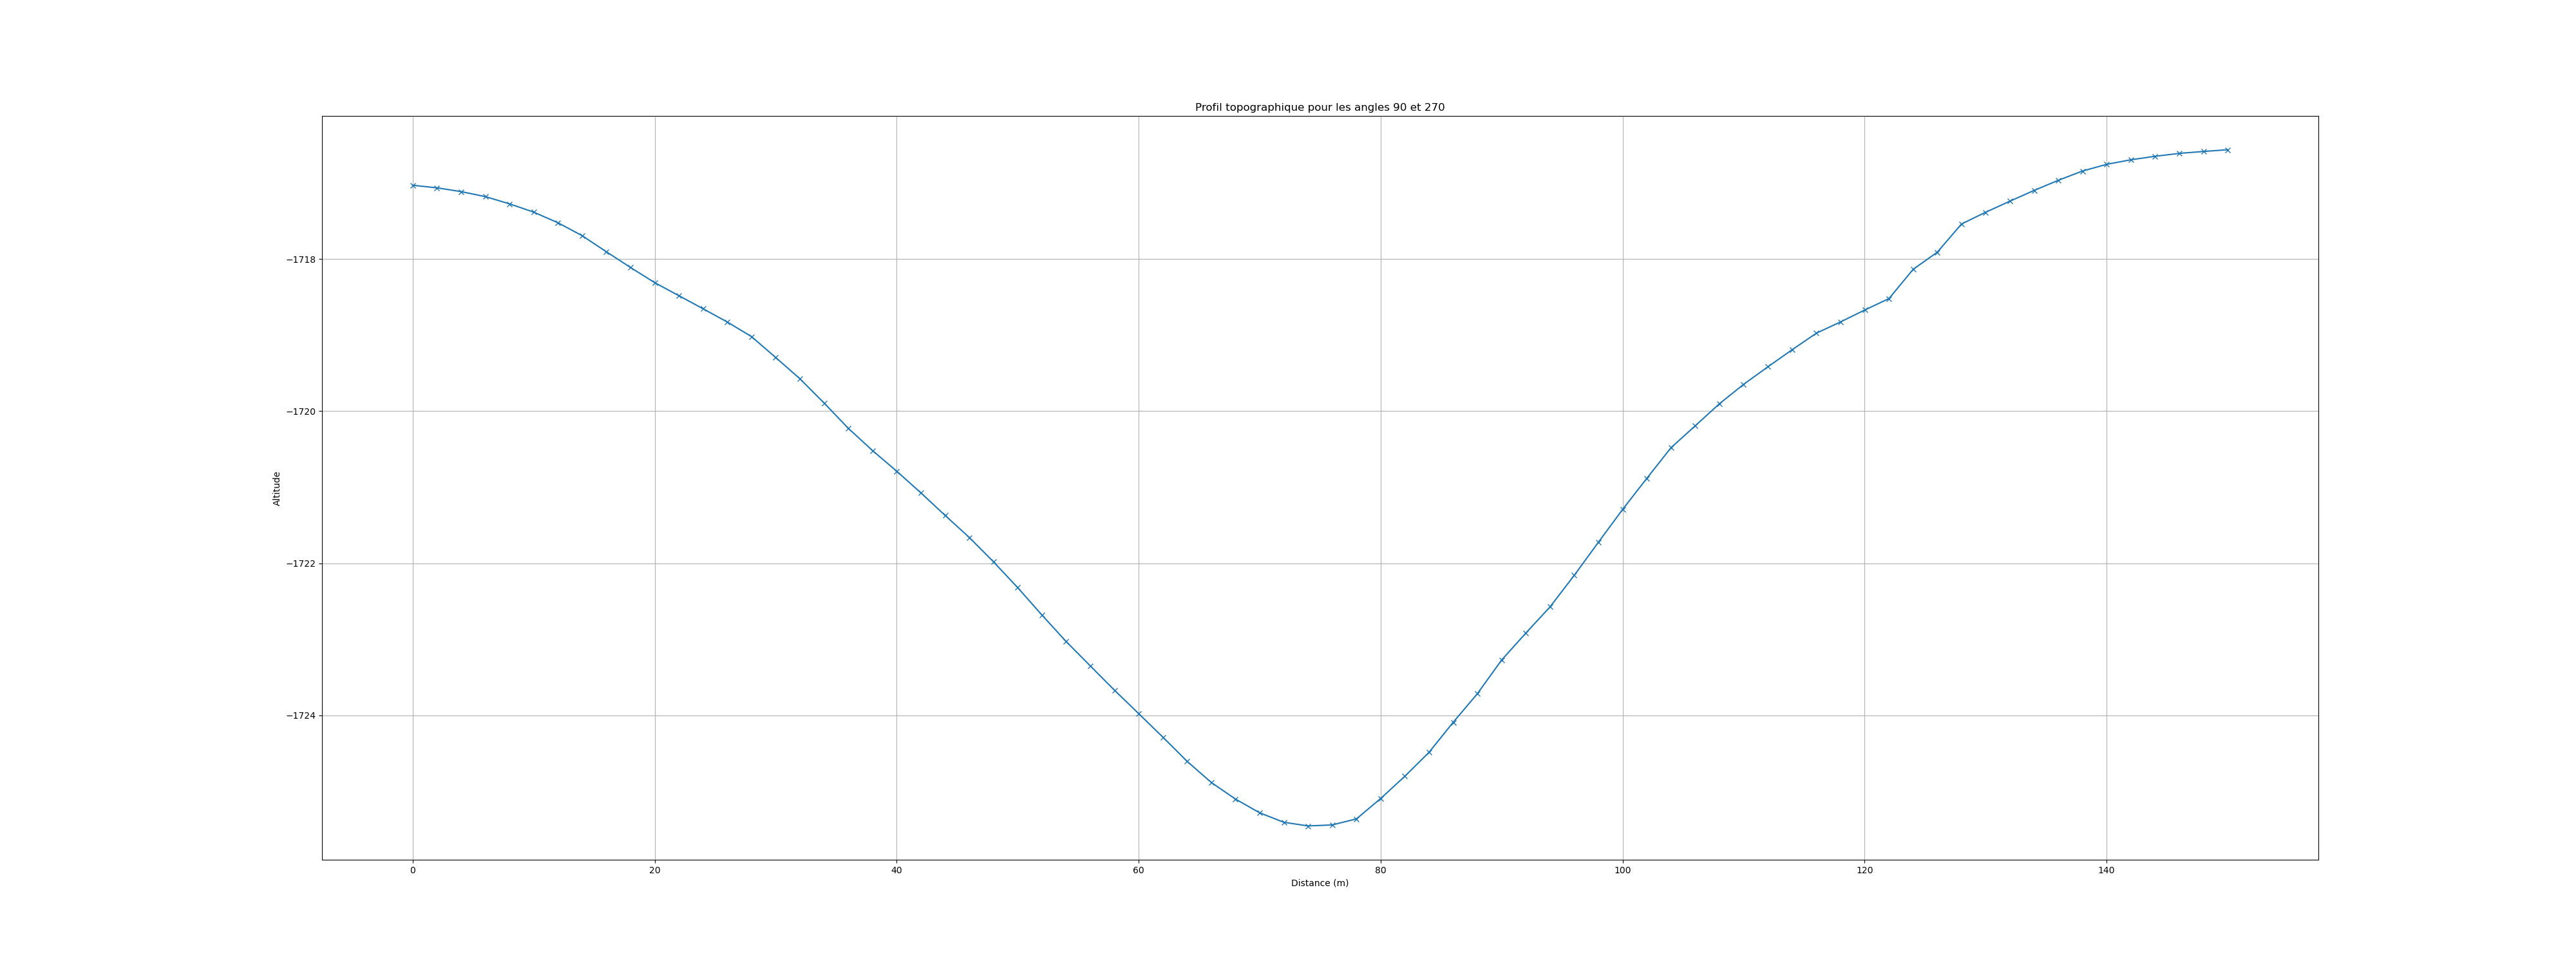 Profil topographique pour les angles 90 et 270
−1718
−1720
−1722
−1724
Altitude
0 20 40 60 80 100 120 140
Distance (m)